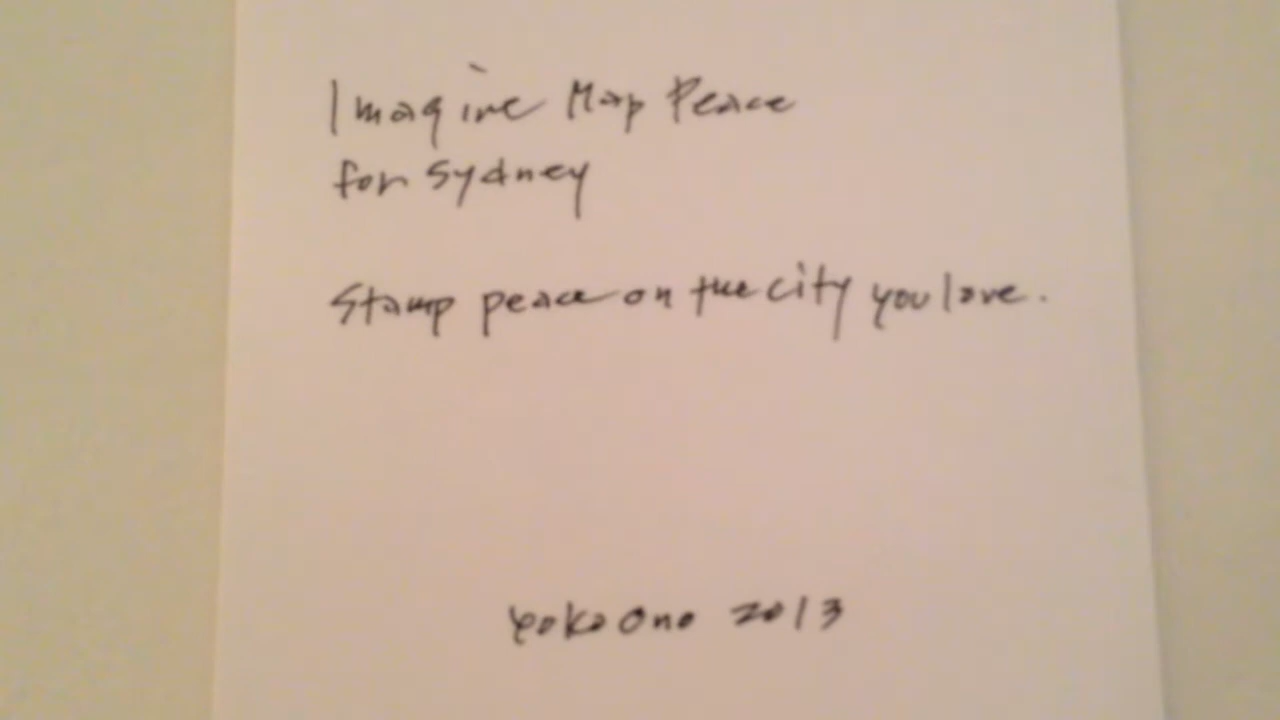 Imagine Map Peace
for Sydney
Stamp peace on the city you love.
Yoko Ono 2013